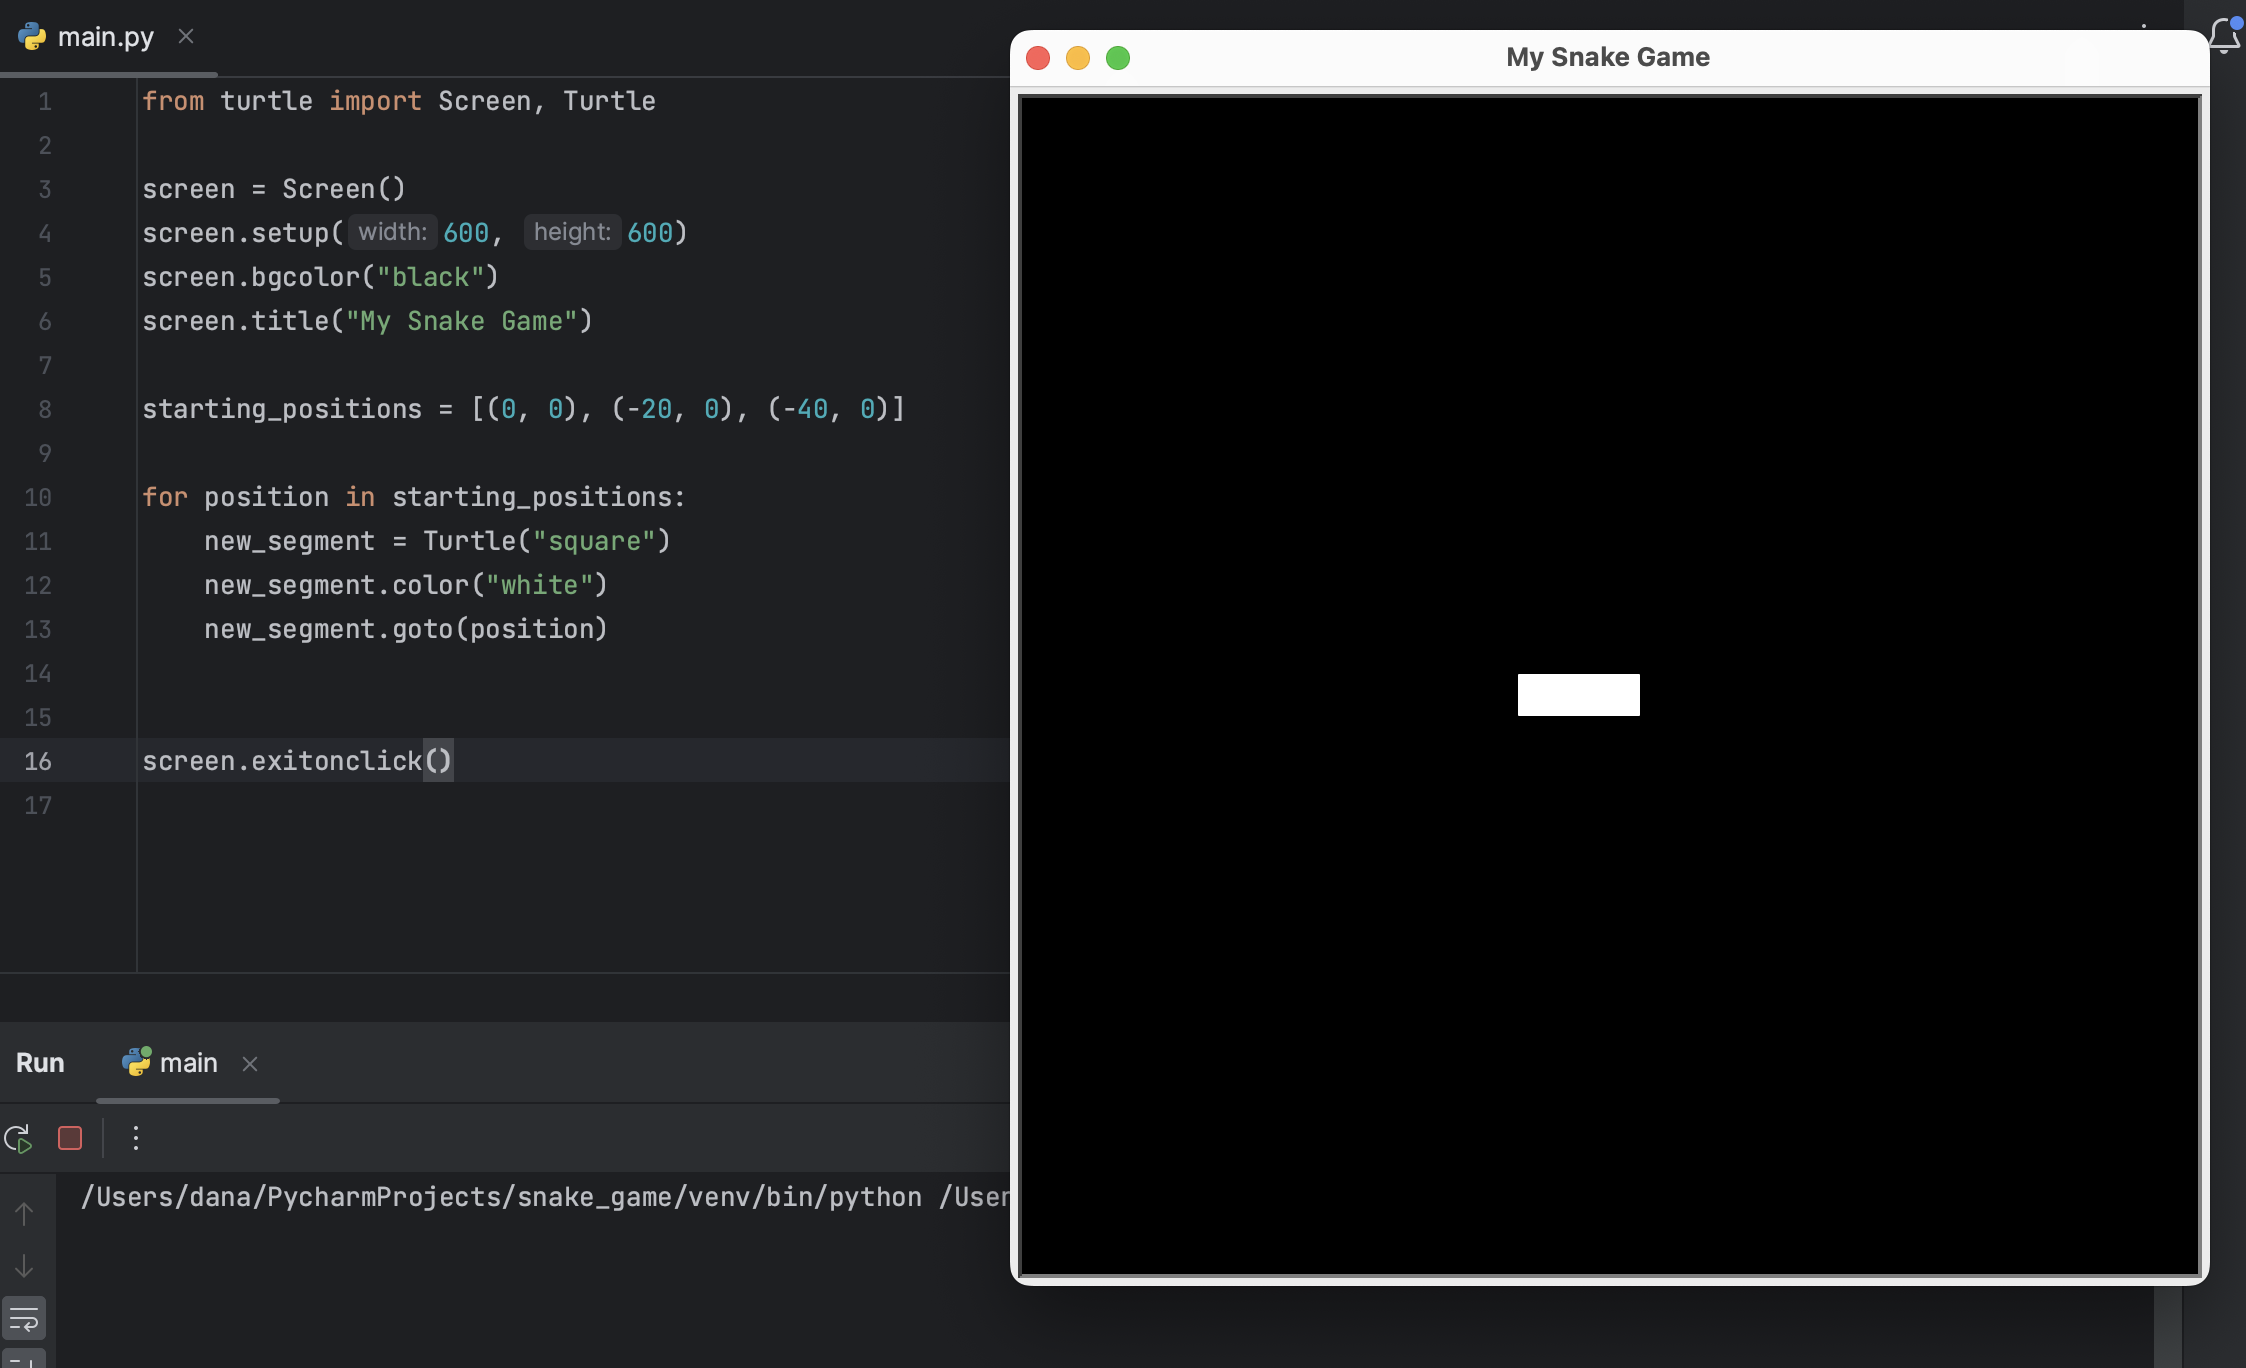 main.py
1 from turtle import Screen, Turtle
2
3 screen = Screen()
4 screen.setup( width: 600, height: 600)
5 screen.bgcolor("black")
6 screen.title("My Snake Game")
7
8 starting_positions = [(0, 0), (-20, 0), (-40, 0)]
9
10 for position in starting_positions:
11     new_segment = Turtle("square")
12     new_segment.color("white")
13     new_segment.goto(position)
14
15
16 screen.exitonclick()
17
My Snake Game
Run main
/Users/dana/PycharmProjects/snake_game/venv/bin/python /User